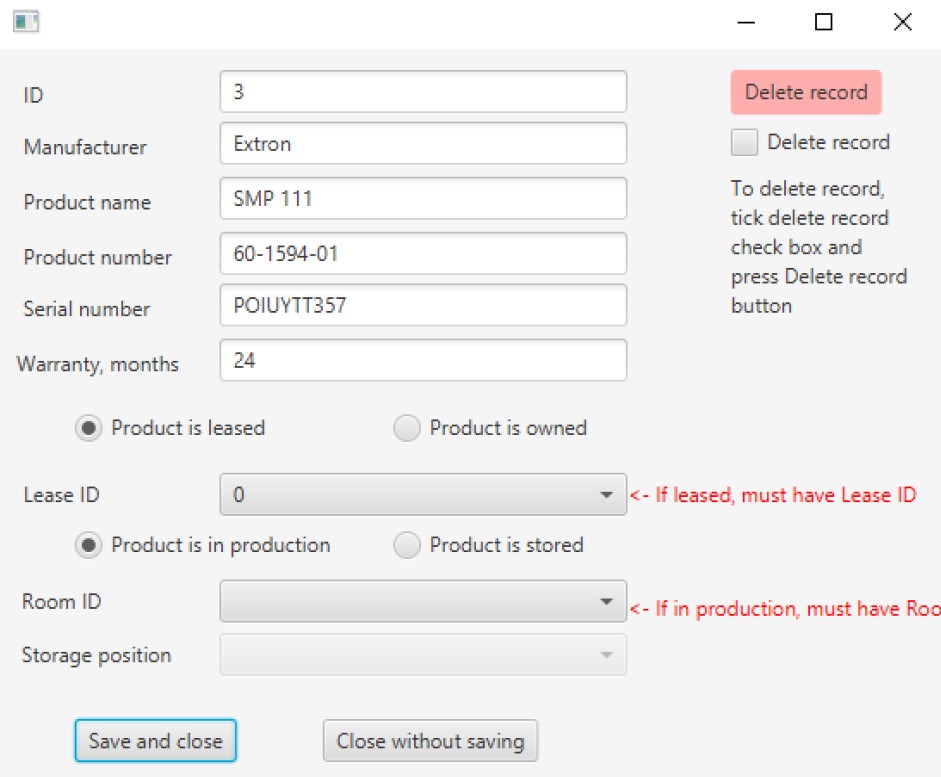 ID
3
Delete record
Manufacturer
Extron
Delete record
Product name
SMP 111
To delete record,
tick delete record
check box and
press Delete record
button
Product number
60-1594-01
Serial number
POIUYTT357
Warranty, months
24
Product is leased
Product is owned
Lease ID
0
<- If leased, must have Lease ID
Product is in production
Product is stored
Room ID
<- If in production, must have Roo
Storage position
Save and close
Close without saving